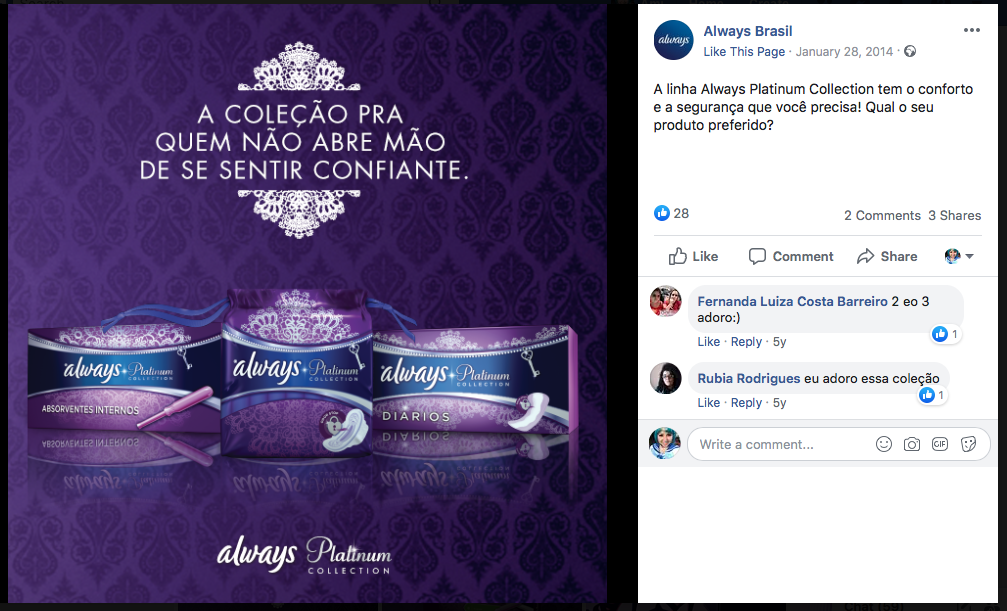 A COLEÇÃO PRA
QUEM NÃO ABRE MÃO
DE SE SENTIR CONFIANTE.
always Platinum
COLLECTION
ABSORVENTES INTERNOS
always Platinum
COLLECTION
always Platinum
COLLECTION
DIÁRIOS
always Platinum
COLLECTION
always
Always Brasil
Like This Page · January 28, 2014 ·
A linha Always Platinum Collection tem o conforto
e a segurança que você precisa! Qual o seu
produto preferido?
28
2 Comments 3 Shares
Like Comment Share
Fernanda Luiza Costa Barreiro 2 eo 3
adoro:)
1
Like · Reply · 5y
Rubia Rodrigues eu adoro essa coleção
1
Like · Reply · 5y
Write a comment...
GIF